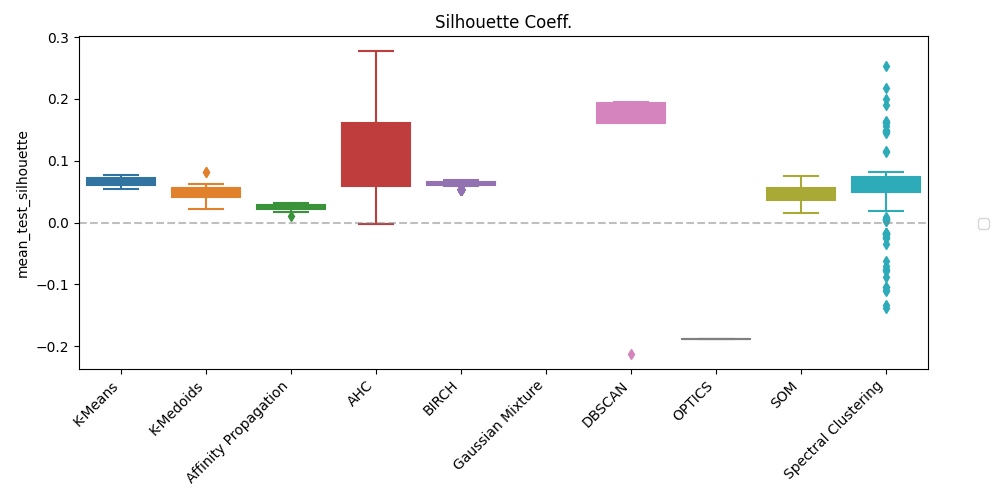 Silhouette Coeff.
mean_test_silhouette
0.3
0.2
0.1
0.0
−0.1
−0.2
K-Means
K-Medoids
Affinity Propagation
AHC
BIRCH
Gaussian Mixture
DBSCAN
OPTICS
SOM
Spectral Clustering